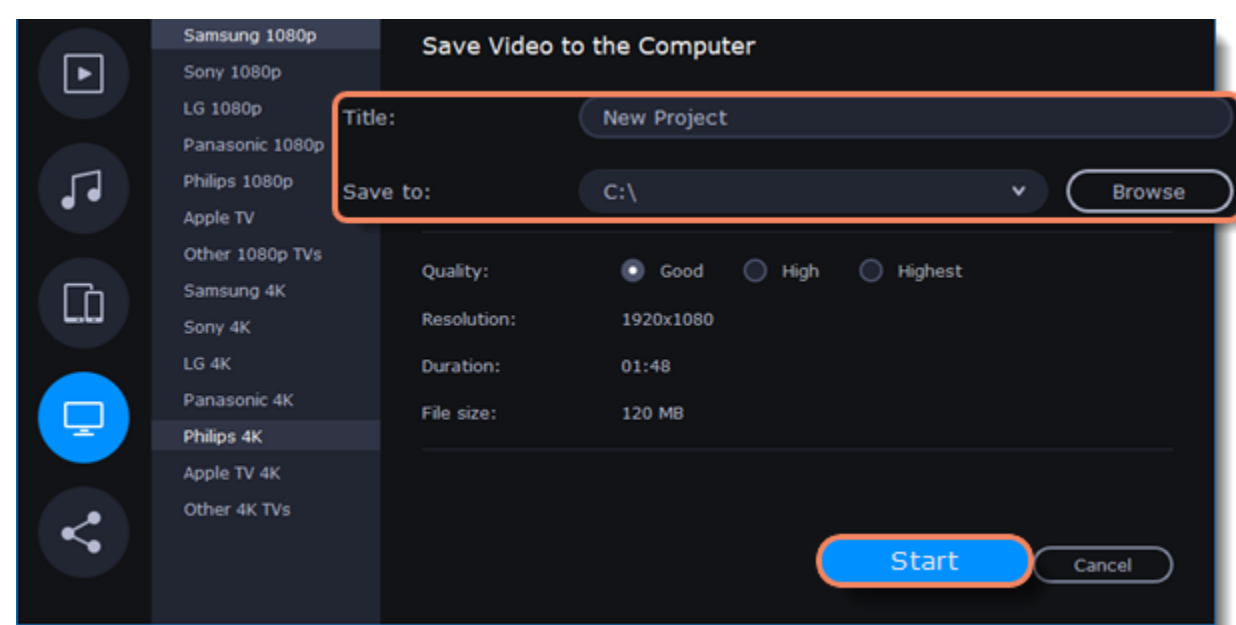 Samsung 1080p
Sony 1080p
LG 1080p
Panasonic 1080p
Philips 1080p
Apple TV
Other 1080p TVs
Samsung 4K
Sony 4K
LG 4K
Panasonic 4K
Philips 4K
Apple TV 4K
Other 4K TVs
Save Video to the Computer
Title: New Project
Save to: C:\ Browse
Quality: Good High Highest
Resolution: 1920x1080
Duration: 01:48
File size: 120 MB
Start Cancel